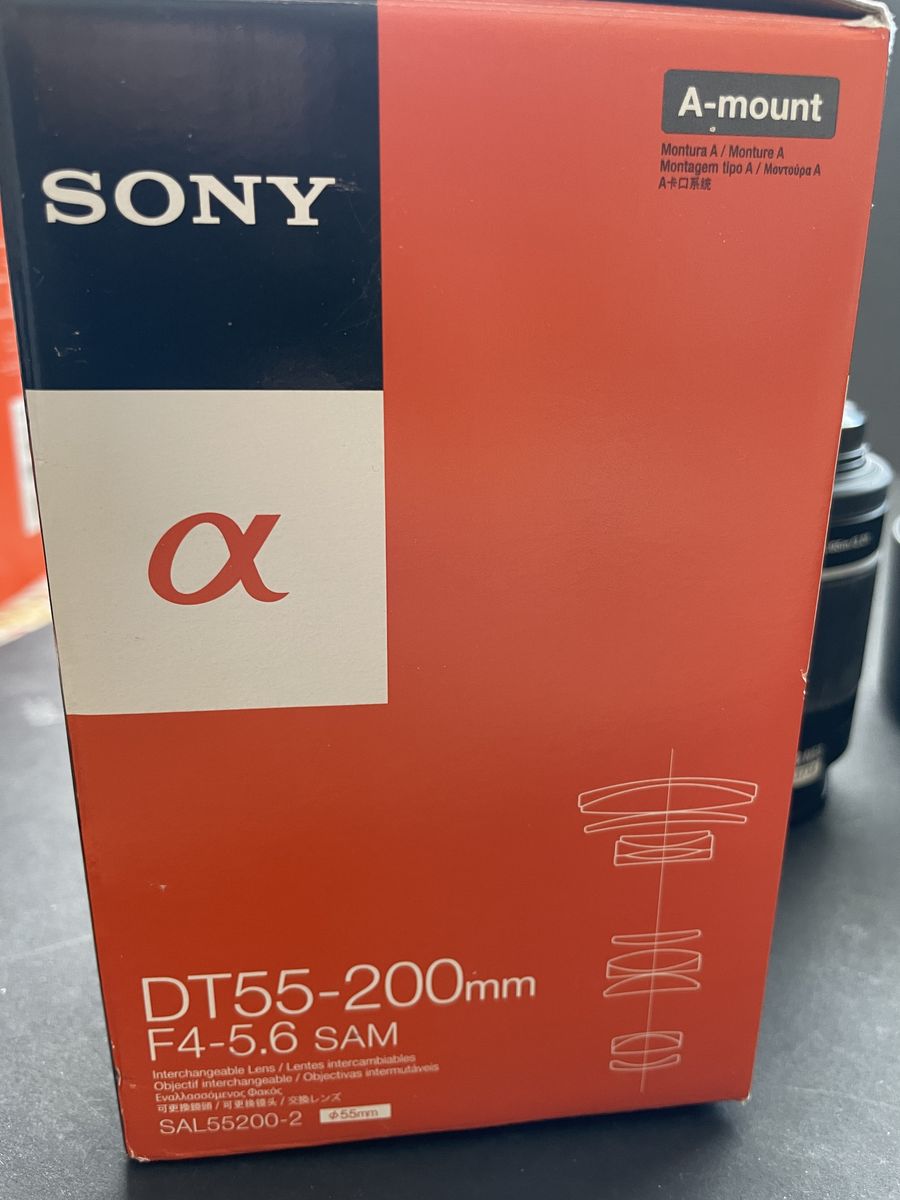 SONY
α
A-mount
Montura A / Monture A
Montagem tipo A / Μοντούρα A
A卡口系統
DT55-200mm
F4-5.6 SAM
Interchangeable Lens / Lentes intercambiables
Objectif interchangeable / Objectivas intermutáveis
Εναλλασσόμενος Φακός
可更換鏡頭 / 可更换镜头 / 交換レンズ
SAL55200-2 φ55mm